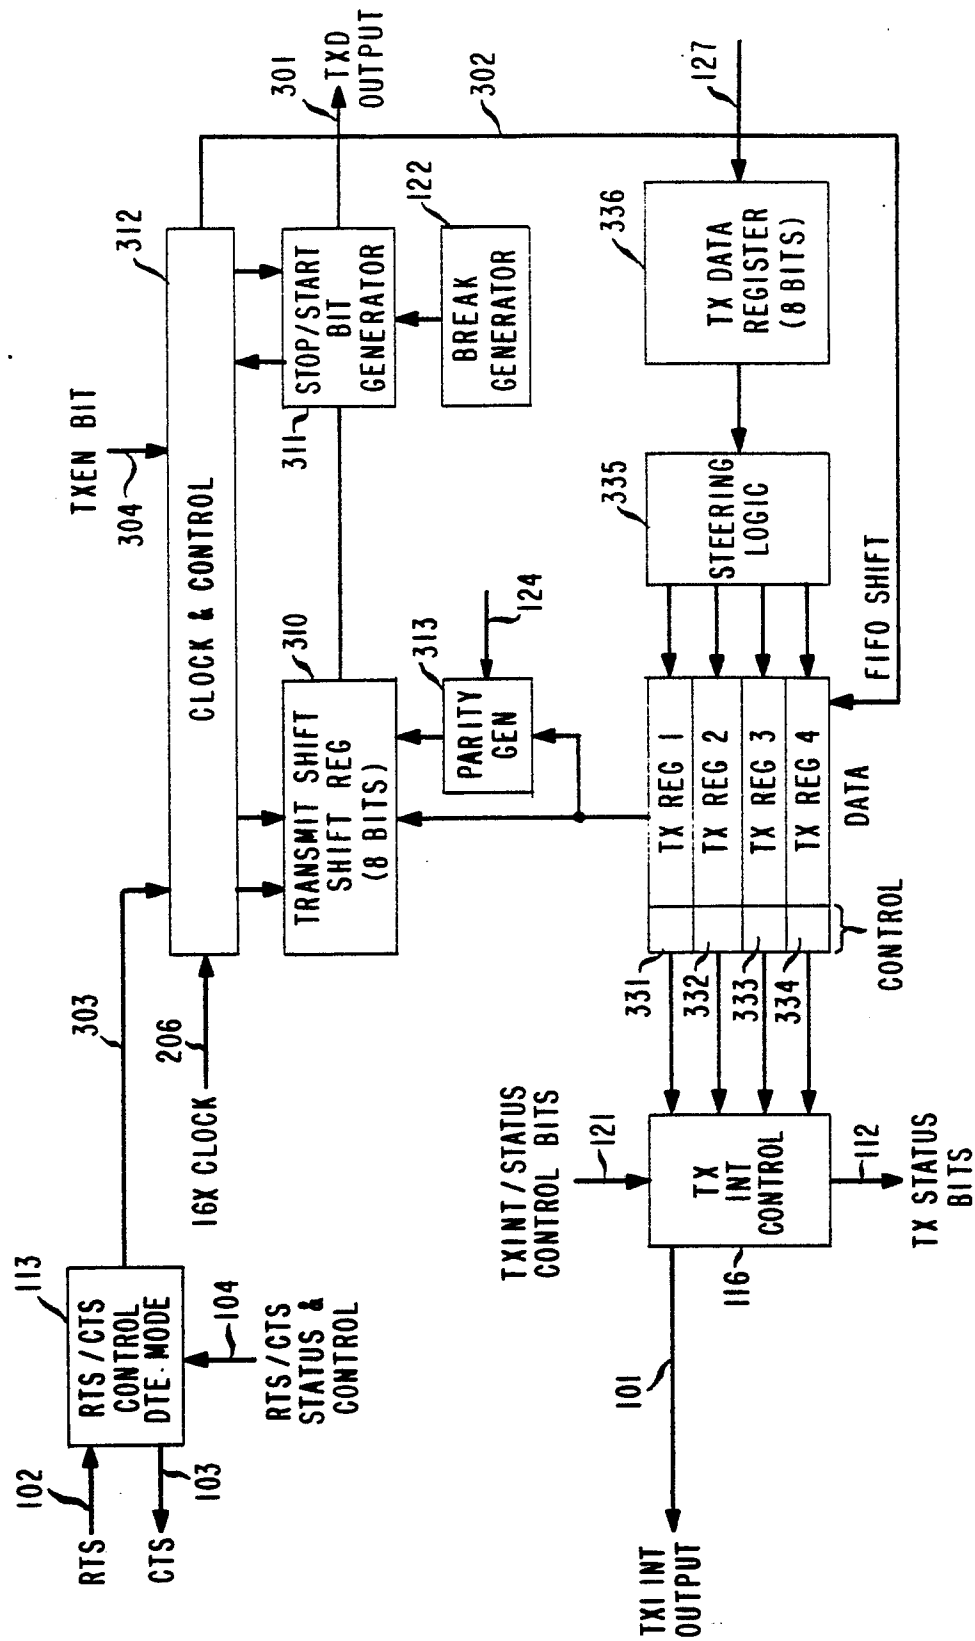 RTS
102
CTS
103
113
RTS/CTS
CONTROL
DTE. MODE
104
RTS/CTS
STATUS &
CONTROL
303
16X CLOCK
206
TXEN BIT
304
312
CLOCK & CONTROL
310
TRANSMIT SHIFT
SHIFT REG
(8 BITS)
311
STOP/START
BIT
GENERATOR
301
TXD
OUTPUT
122
BREAK
GENERATOR
302
313
PARITY
GEN
124
TXI INT
OUTPUT
101
TXINT/STATUS
CONTROL BITS
121
TX
INT
CONTROL
116
112
TX STATUS
BITS
331
332
333
334
CONTROL
TX REG 1
TX REG 2
TX REG 3
TX REG 4
DATA
FIFO SHIFT
335
STEERING
LOGIC
336
TX DATA
REGISTER
(8 BITS)
127